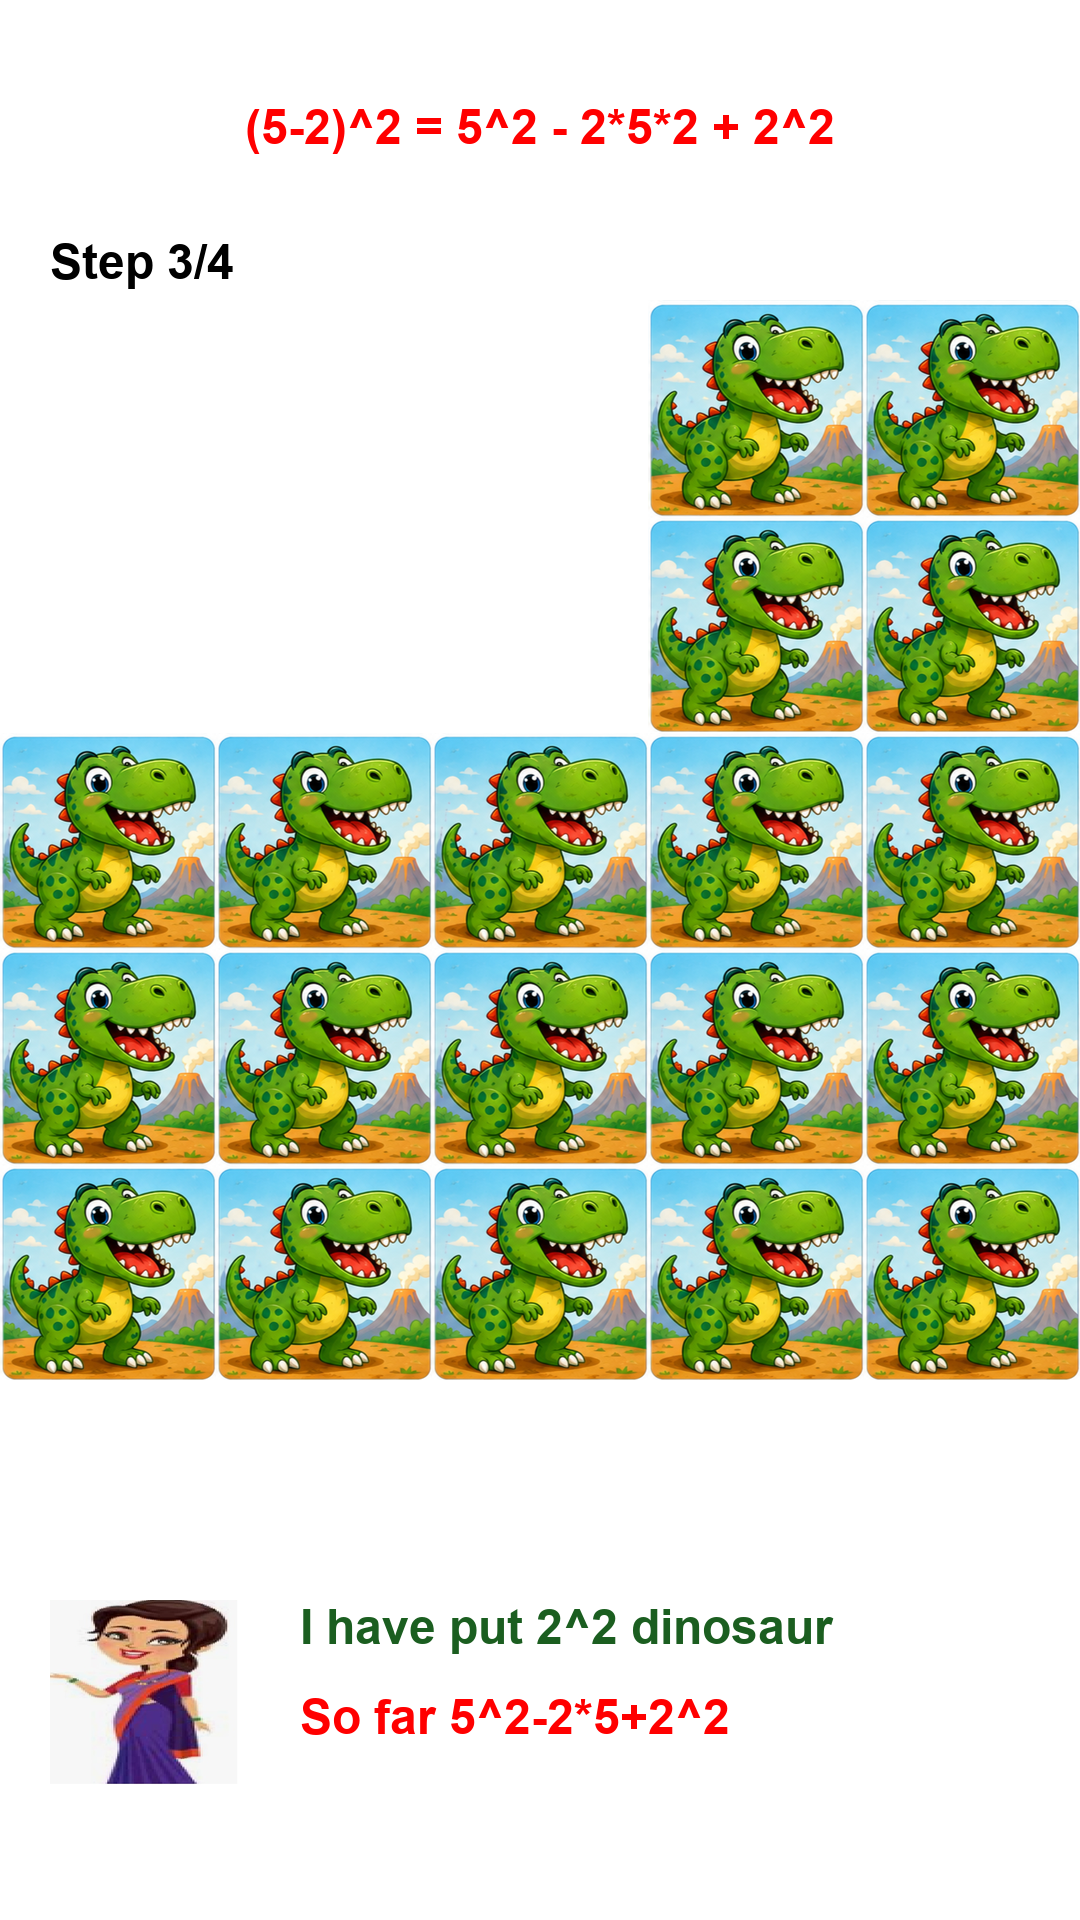 (5-2)^2 = 5^2 - 2*5*2 + 2^2
Step 3/4
I have put 2^2 dinosaur
So far 5^2-2*5+2^2